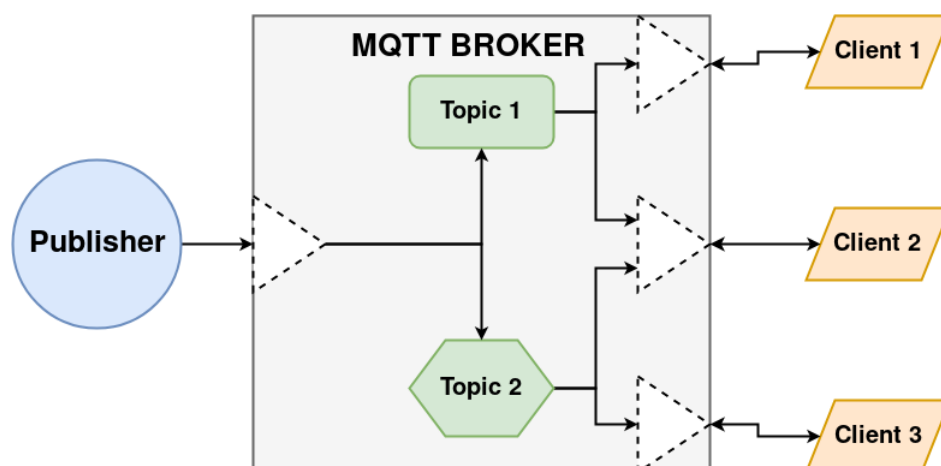 MQTT BROKER
Topic 1
Client 1
Publisher
Client 2
Topic 2
Client 3